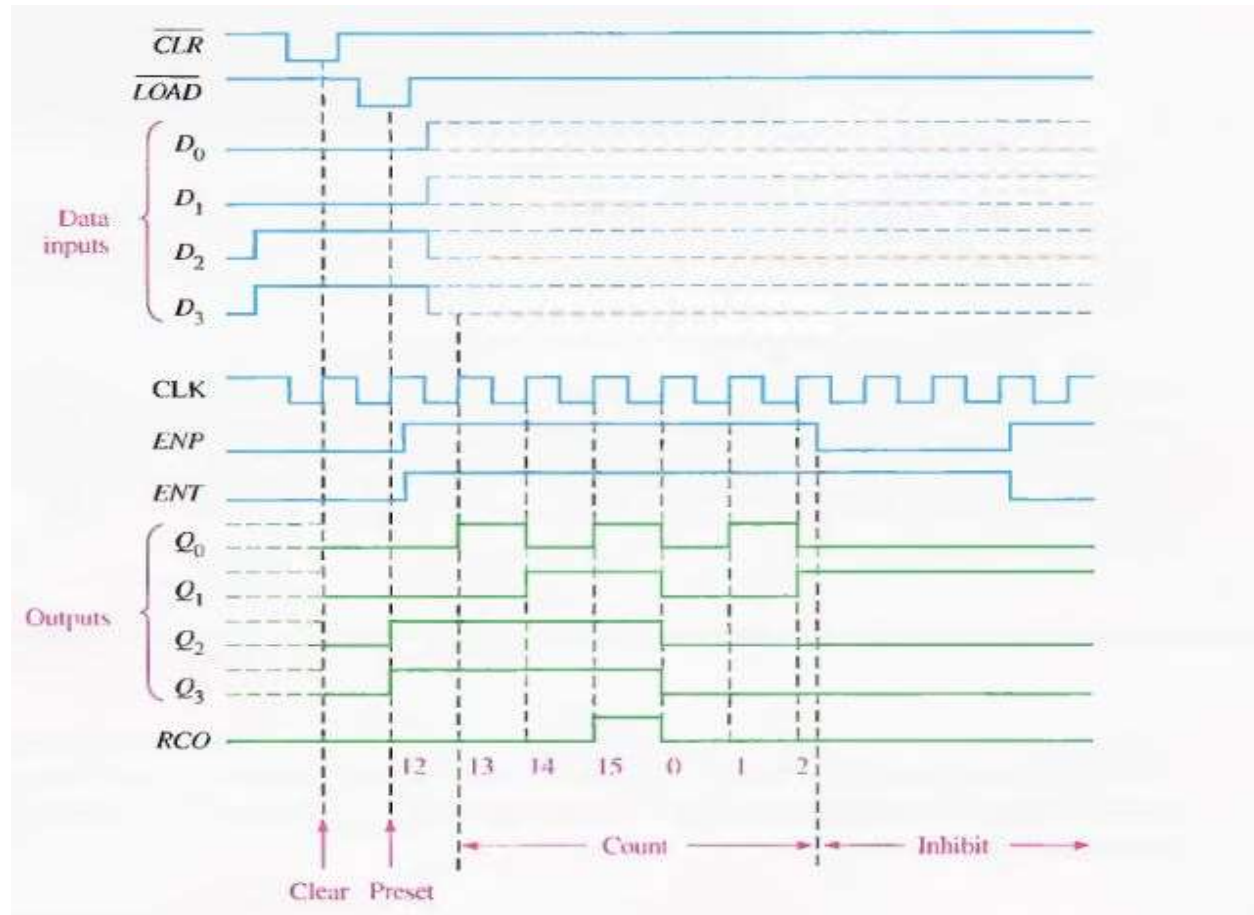 CLR
LOAD
D0
D1
Data
inputs
D2
D3
CLK
ENP
ENT
Q0
Q1
Outputs
Q2
Q3
RCO
12 13 14 15 0 1 2
Count Inhibit
Clear Preset